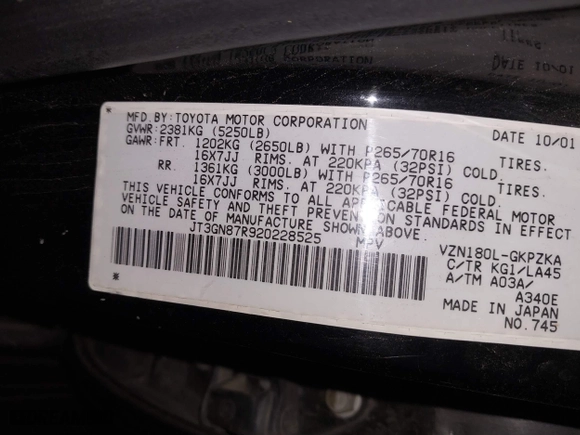 MFD.BY:TOYOTA MOTOR CORPORATION DATE 10/01
GVWR:2381KG(5250LB)
GAWR:FRT. 1202KG (2650LB) WITH P265/70R16 TIRES.
16X7JJ RIMS. AT 220KPA (32PSI) COLD.
RR. 1361KG (3000LB) WITH P265/70R16 TIRES.
16X7JJ RIMS. AT 220KPA (32PSI) COLD.
THIS VEHICLE CONFORMS TO ALL APPLICABLE FEDERAL MOTOR
VEHICLE SAFETY AND THEFT PREVENTION STANDARDS IN EFFECT
ON THE DATE OF MANUFACTURE SHOWN ABOVE.
JT3GN87R920228525 MPV
VZN180L-GKPZKA
C/TR KG1/LA45
A/TM A03A/
A340E
MADE IN JAPAN
NO.745